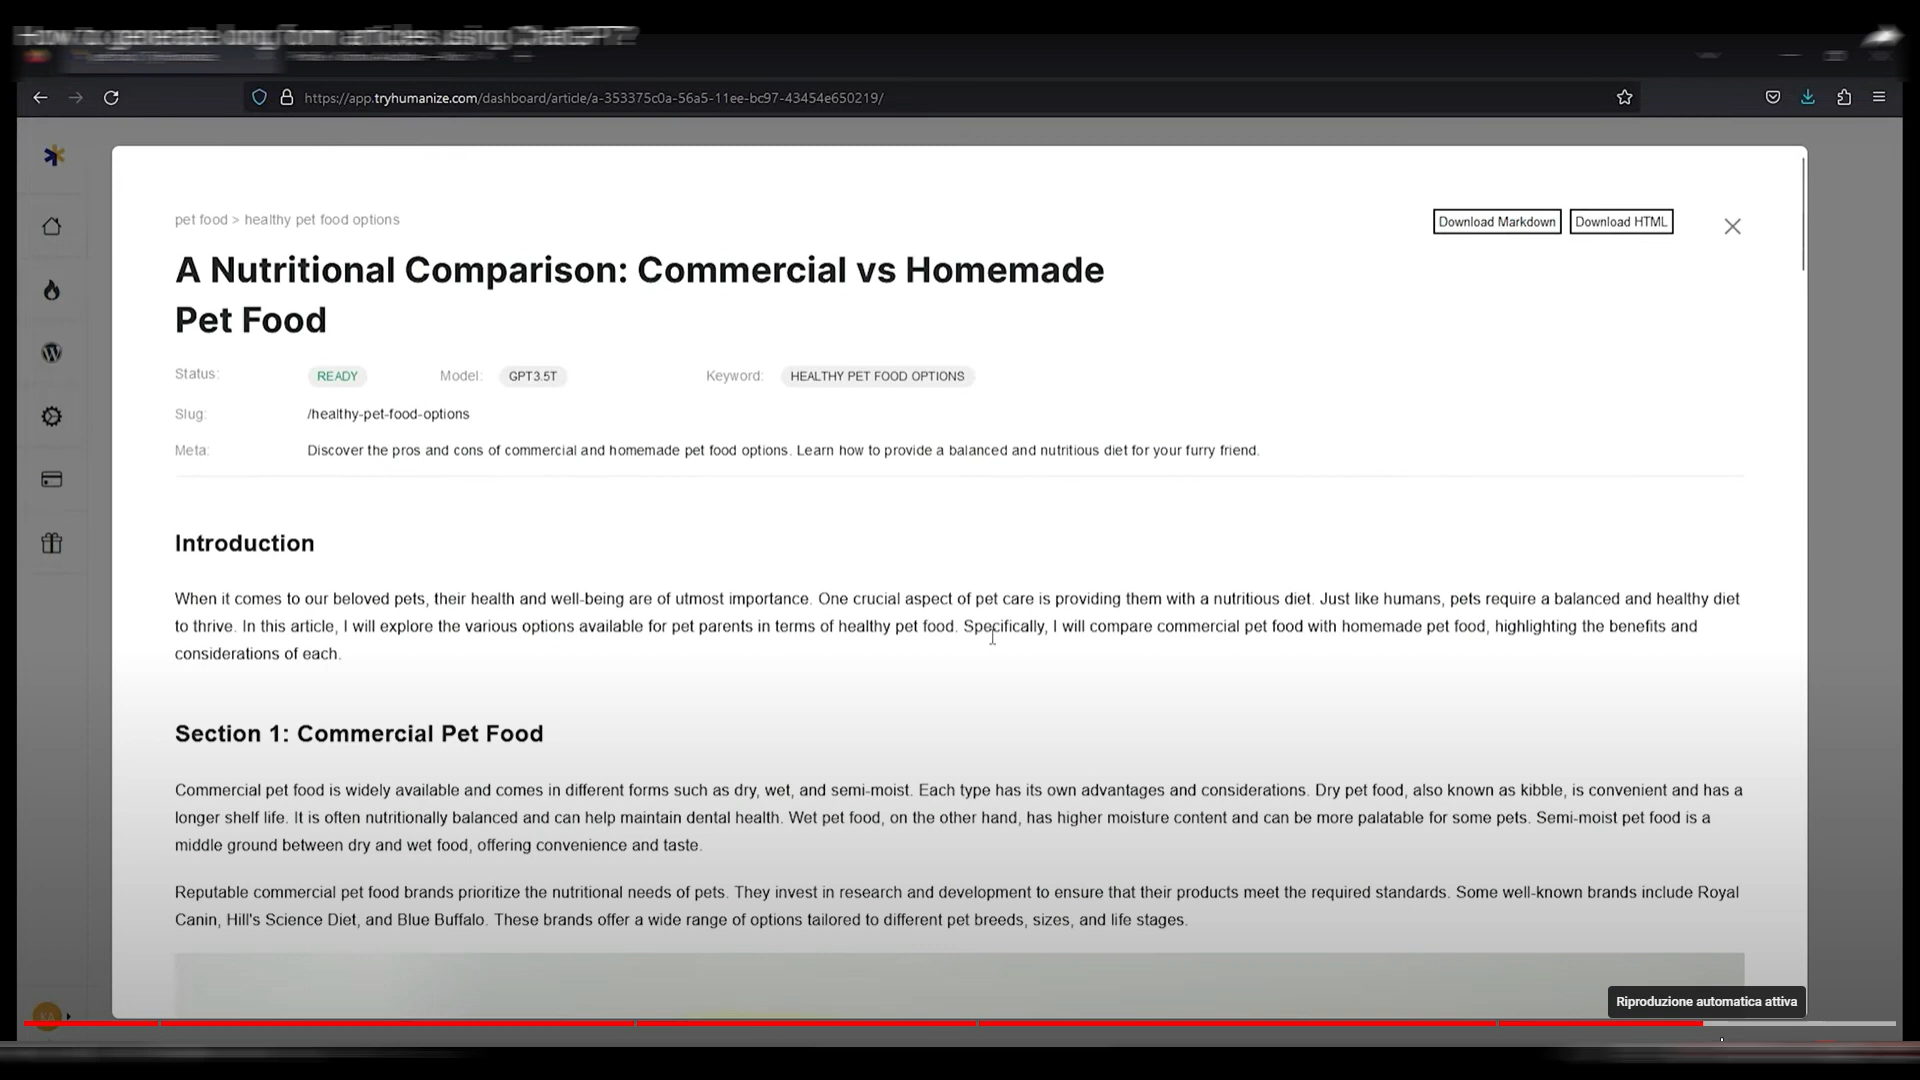 https://app.tryhumanize.com/dashboard/article/a-353375c0a-56a5-11ee-bc97-43454e650219/
pet food > healthy pet food options
Download Markdown
Download HTML
A Nutritional Comparison: Commercial vs Homemade
Pet Food
Status:
READY
Model:
GPT3.5T
Keyword:
HEALTHY PET FOOD OPTIONS
Slug:
/healthy-pet-food-options
Meta:
Discover the pros and cons of commercial and homemade pet food options. Learn how to provide a balanced and nutritious diet for your furry friend.
Introduction
When it comes to our beloved pets, their health and well-being are of utmost importance. One crucial aspect of pet care is providing them with a nutritious diet. Just like humans, pets require a balanced and healthy diet
to thrive. In this article, I will explore the various options available for pet parents in terms of healthy pet food. Specifically, I will compare commercial pet food with homemade pet food, highlighting the benefits and
considerations of each.
Section 1: Commercial Pet Food
Commercial pet food is widely available and comes in different forms such as dry, wet, and semi-moist. Each type has its own advantages and considerations. Dry pet food, also known as kibble, is convenient and has a
longer shelf life. It is often nutritionally balanced and can help maintain dental health. Wet pet food, on the other hand, has higher moisture content and can be more palatable for some pets. Semi-moist pet food is a
middle ground between dry and wet food, offering convenience and taste.
Reputable commercial pet food brands prioritize the nutritional needs of pets. They invest in research and development to ensure that their products meet the required standards. Some well-known brands include Royal
Canin, Hill's Science Diet, and Blue Buffalo. These brands offer a wide range of options tailored to different pet breeds, sizes, and life stages.
KA
Riproduzione automatica attiva